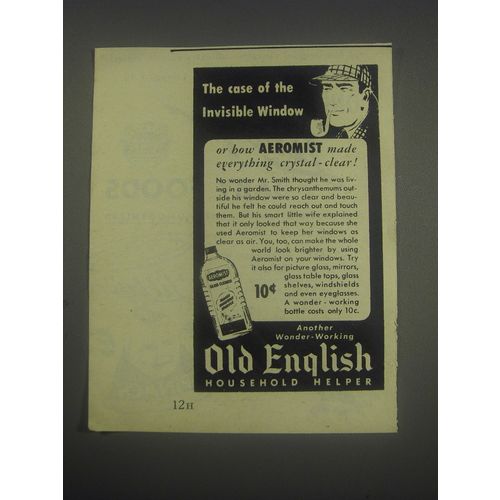 The case of the
Invisible Window
or how AEROMIST made
everything crystal-clear!
No wonder Mr. Smith thought he was liv-
ing in a garden. The chrysanthemums out-
side his window were so clear and beau-
tiful he felt he could reach out and touch
them. But his smart little wife explained
that it only looked that way because she
used Aeromist to keep her windows as
clear as air. You, too, can make the whole
world look brighter by using
Aeromist on your windows. Try
it also for picture glass, mirrors,
glass table tops, glass
shelves, windshields
and even eyeglasses.
A wonder-working
bottle costs only 10c.
AEROMIST
GLASS CLEANER
10¢
Another
Wonder-Working
Old English
HOUSEHOLD HELPER
12H